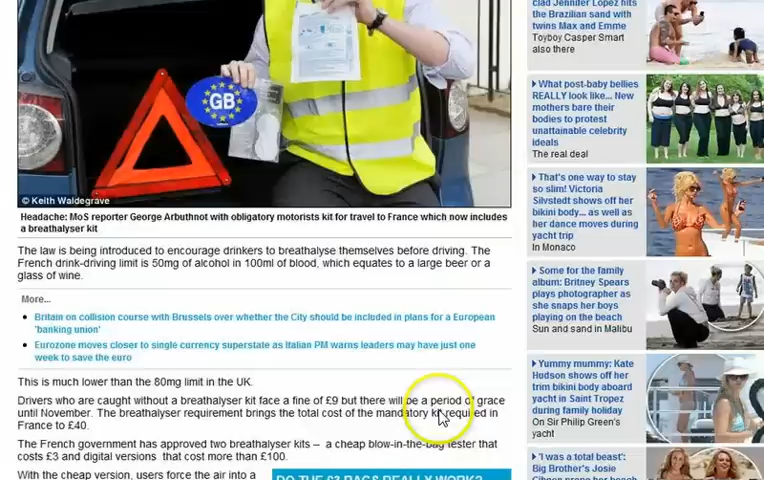 GB
© Keith Waldegrave
Headache: MoS reporter George Arbuthnot with obligatory motorists kit for travel to France which now includes
a breathalyser kit
The law is being introduced to encourage drinkers to breathalyse themselves before driving. The
French drink-driving limit is 50mg of alcohol in 100ml of blood, which equates to a large beer or a
glass of wine.
More...
Britain on collision course with Brussels over whether the City should be included in plans for a European
'banking union'
Eurozone moves closer to single currency superstate as Italian PM warns leaders may have just one
week to save the euro
This is much lower than the 80mg limit in the UK.
Drivers who are caught without a breathalyser kit face a fine of £9 but there will be a period of grace
until November. The breathalyser requirement brings the total cost of the mandatory kit required in
France to £40.
The French government has approved two breathalyser kits – a cheap blow-in-the-bag tester that
costs £3 and digital versions that cost more than £100.
With the cheap version, users force the air into a
DO THE £3 BAGS REALLY WORK?
clad Jennifer Lopez hits
the Brazilian sand with
twins Max and Emme
Toyboy Casper Smart
also there
What post-baby bellies
REALLY look like... New
mothers bare their
bodies to protest
unattainable celebrity
ideals
The real deal
That's one way to stay
so slim! Victoria
Silvstedt shows off her
bikini body... as well as
her dance moves during
yacht trip
In Monaco
Some for the family
album: Britney Spears
plays photographer as
she snaps her boys
playing on the beach
Sun and sand in Malibu
Yummy mummy: Kate
Hudson shows off her
trim bikini body aboard
yacht in Saint Tropez
during family holiday
On Sir Philip Green's
yacht
'I was a total beast':
Big Brother's Josie